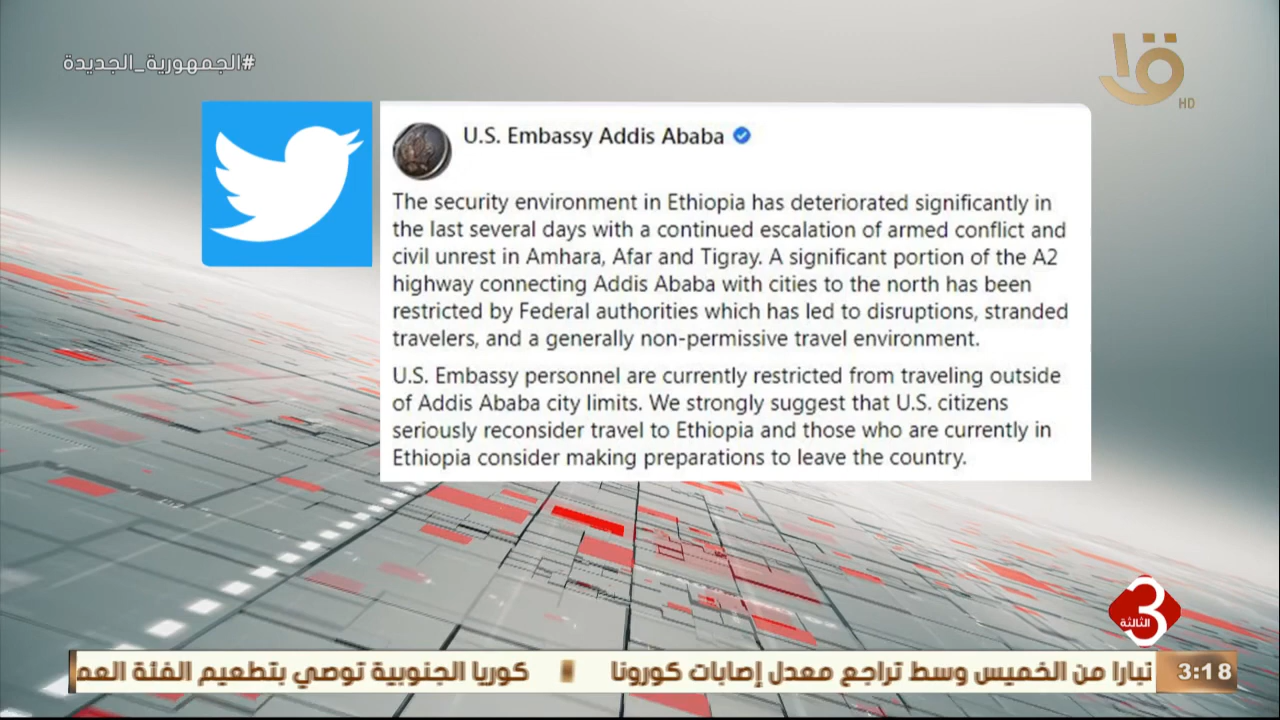 #الجمهورية_الجديدة
HD
U.S. Embassy Addis Ababa
The security environment in Ethiopia has deteriorated significantly in
the last several days with a continued escalation of armed conflict and
civil unrest in Amhara, Afar and Tigray. A significant portion of the A2
highway connecting Addis Ababa with cities to the north has been
restricted by Federal authorities which has led to disruptions, stranded
travelers, and a generally non-permissive travel environment.
U.S. Embassy personnel are currently restricted from traveling outside
of Addis Ababa city limits. We strongly suggest that U.S. citizens
seriously reconsider travel to Ethiopia and those who are currently in
Ethiopia consider making preparations to leave the country.
3
الثالثة
تبارا من الخميس وسط تراجع معدل إصابات كورونا كوريا الجنوبية توصي بتطعيم الفئة العم
3:18